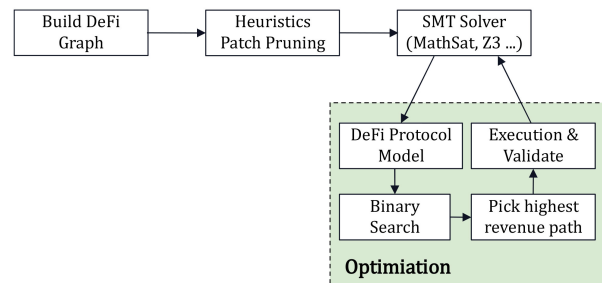 Build DeFi
Graph
Heuristics
Patch Pruning
SMT Solver
(MathSat, Z3 ...)
DeFi Protocol
Model
Execution &
Validate
Binary
Search
Pick highest
revenue path
Optimiation